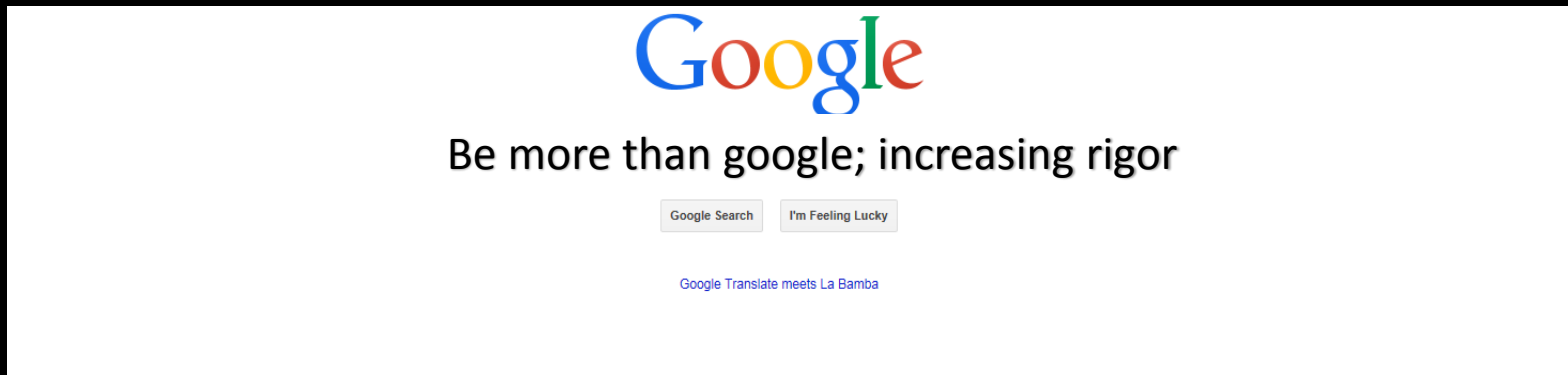 Google
Be more than google; increasing rigor
Google Search I'm Feeling Lucky
Google Translate meets La Bamba